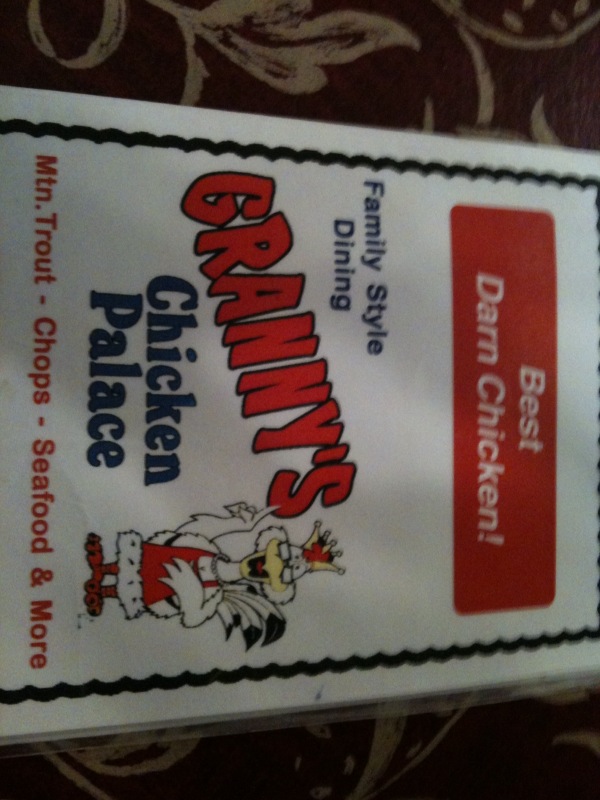 Best
Darn Chicken!
Family Style
Dining
GRANNY'S
Chicken
Palace
Mtn. Trout - Chops - Seafood & More